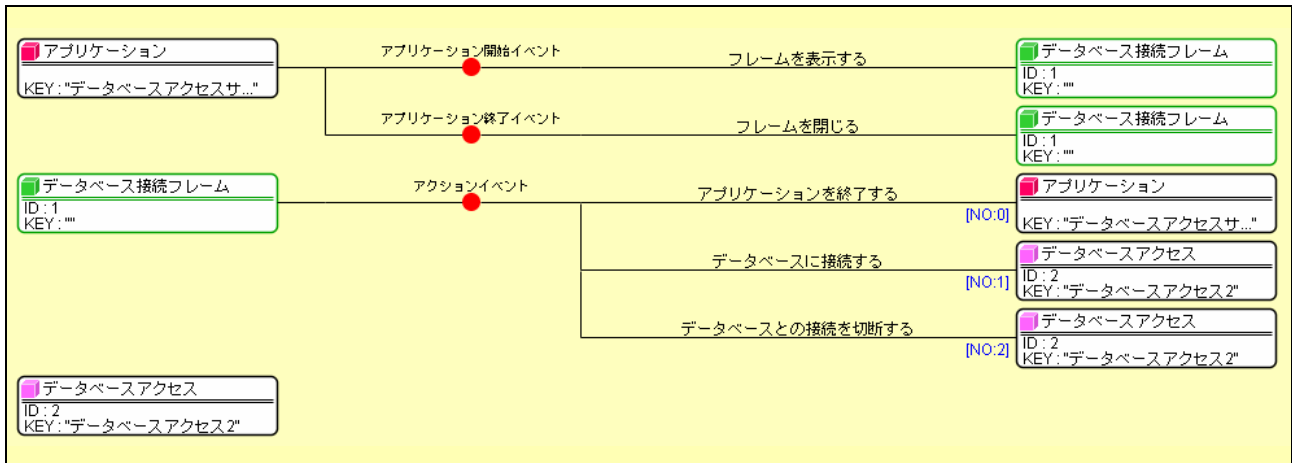 アプリケーション
KEY : "データベースアクセスサ..."
アプリケーション開始イベント
フレームを表示する
データベース接続フレーム
ID : 1
KEY : ""
アプリケーション終了イベント
フレームを閉じる
データベース接続フレーム
ID : 1
KEY : ""
データベース接続フレーム
ID : 1
KEY : ""
アクションイベント
アプリケーションを終了する
[NO:0]
アプリケーション
KEY : "データベースアクセスサ..."
データベースに接続する
[NO:1]
データベースアクセス
ID : 2
KEY : "データベースアクセス2"
データベースとの接続を切断する
[NO:2]
データベースアクセス
ID : 2
KEY : "データベースアクセス2"
データベースアクセス
ID : 2
KEY : "データベースアクセス2"